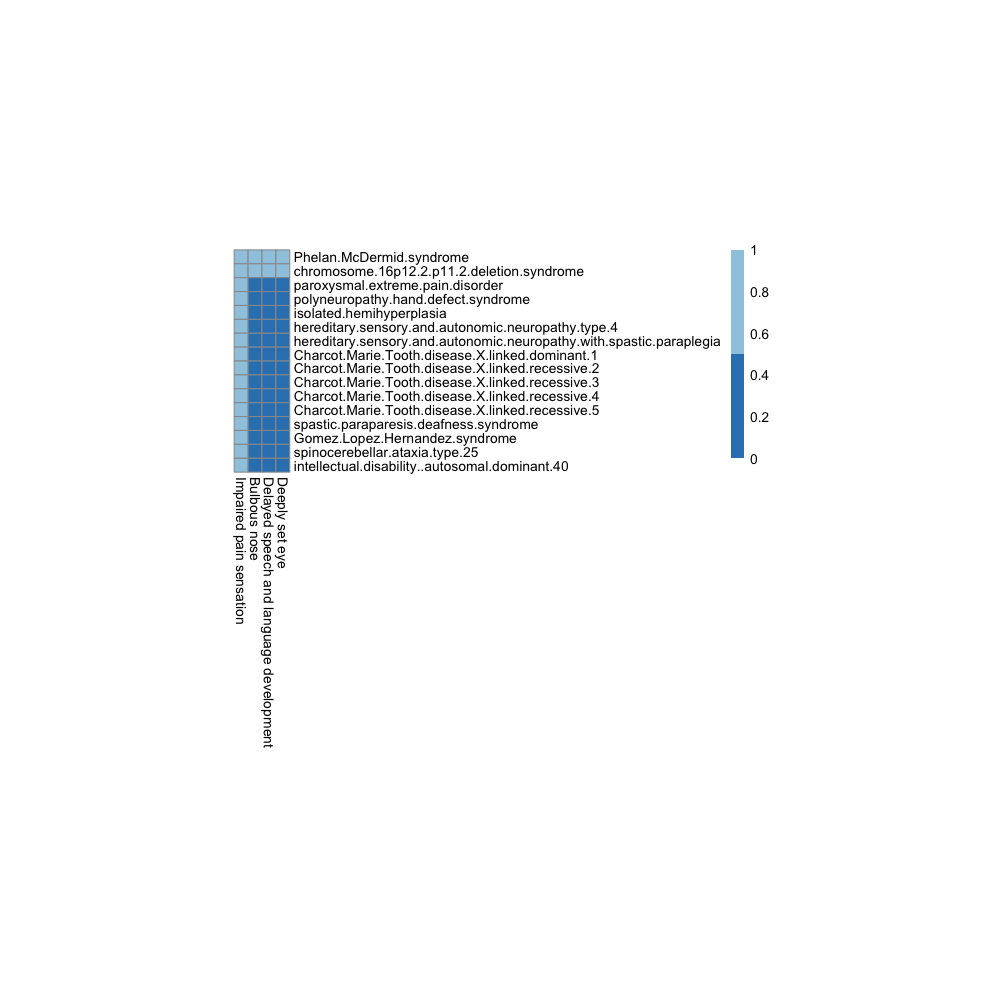 Phelan.McDermid.syndrome
chromosome.16p12.2.p11.2.deletion.syndrome
paroxysmal.extreme.pain.disorder
polyneuropathy.hand.defect.syndrome
isolated.hemihyperplasia
hereditary.sensory.and.autonomic.neuropathy.type.4
hereditary.sensory.and.autonomic.neuropathy.with.spastic.paraplegia
Charcot.Marie.Tooth.disease.X.linked.dominant.1
Charcot.Marie.Tooth.disease.X.linked.recessive.2
Charcot.Marie.Tooth.disease.X.linked.recessive.3
Charcot.Marie.Tooth.disease.X.linked.recessive.4
Charcot.Marie.Tooth.disease.X.linked.recessive.5
spastic.paraparesis.deafness.syndrome
Gomez.Lopez.Hernandez.syndrome
spinocerebellar.ataxia.type.25
intellectual.disability..autosomal.dominant.40
1
0.8
0.6
0.4
0.2
0
Impaired pain sensation
Bulbous nose
Delayed speech and language development
Deeply set eye